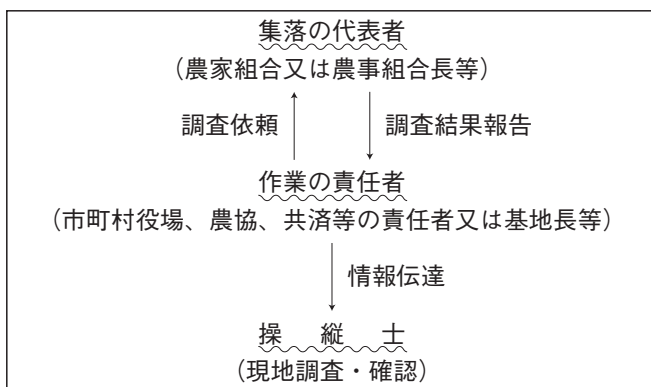 集落の代表者
（農家組合又は農事組合長等）
調査依頼 調査結果報告
作業の責任者
（市町村役場、農協、共済等の責任者又は基地長等）
情報伝達
操　縦　士
（現地調査・確認）